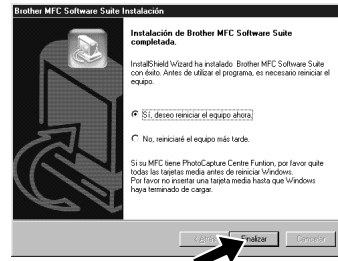 Brother MFC Software Suite Instalación
Instalación de Brother MFC Software Suite
completada.
InstallShield Wizard ha instalado Brother MFC Software Suite
con éxito. Antes de utilizar el programa, es necesario reiniciar el
equipo.
Sí, deseo reiniciar el equipo ahora.
No, reiniciaré el equipo más tarde.
Si su MFC tiene PhotoCapture Centre Funtion, por favor quite
todas las tarjetas media antes de reiniciar Windows.
Por favor no insertar una tarjeta media hasta que Windows
haya terminado de cargar.
< Atrás Finalizar Cancelar